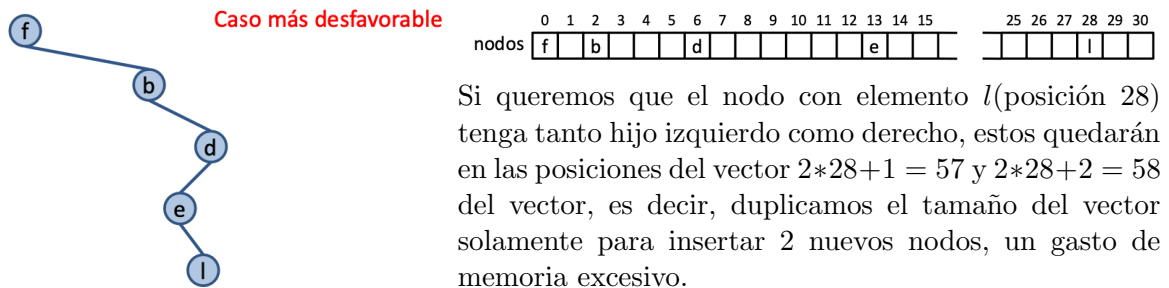 Caso más desfavorable
f
b
d
e
l
0 1 2 3 4 5 6 7 8 9 10 11 12 13 14 15 25 26 27 28 29 30
nodos f b d e l
Si queremos que el nodo con elemento l(posición 28)
tenga tanto hijo izquierdo como derecho, estos quedarán
en las posiciones del vector 2*28+1 = 57 y 2*28+2 = 58
del vector, es decir, duplicamos el tamaño del vector
solamente para insertar 2 nuevos nodos, un gasto de
memoria excesivo.